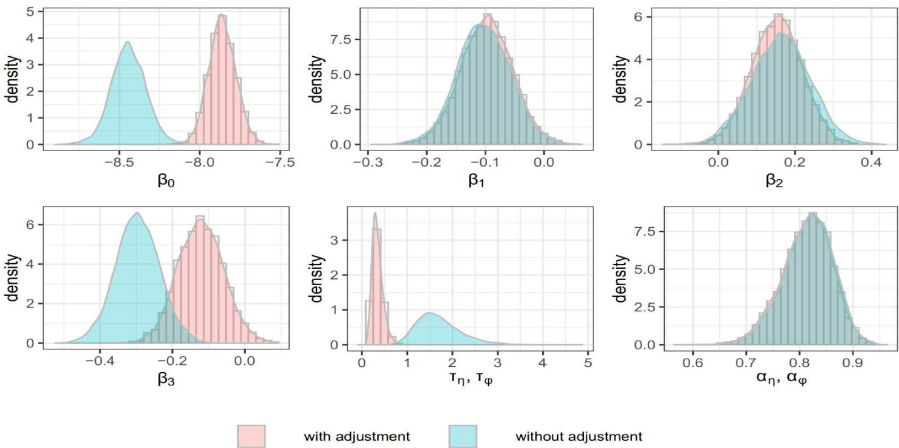 density
5
4
3
2
1
0
−8.5 −8.0 −7.5
β0
density
7.5
5.0
2.5
0.0
−0.3 −0.2 −0.1 0.0
β1
density
6
4
2
0
0.0 0.2 0.4
β2
density
6
4
2
0
−0.4 −0.2 0.0
β3
density
3
2
1
0
0 1 2 3 4 5
τη, τφ
density
7.5
5.0
2.5
0.0
0.6 0.7 0.8 0.9
αη, αφ
with adjustment without adjustment